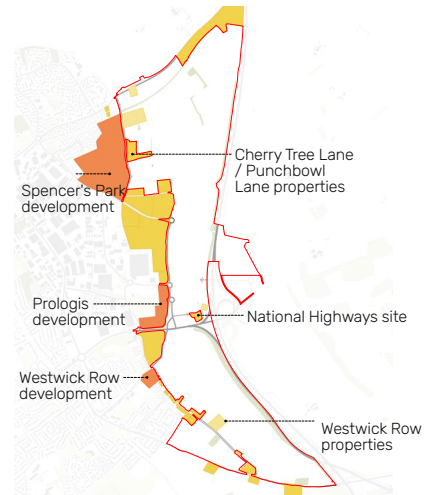 Cherry Tree Lane
/ Punchbowl
Lane properties
Spencer's Park
development
Prologis
development
National Highways site
Westwick Row
development
Westwick Row
properties